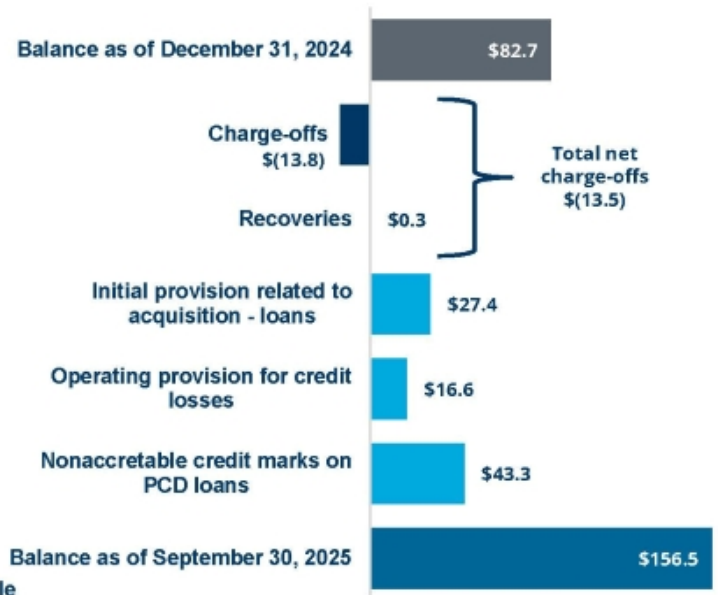 Balance as of December 31, 2024
$82.7
Charge-offs
$(13.8)
Total net
charge-offs
$(13.5)
Recoveries
$0.3
Initial provision related to
acquisition - loans
$27.4
Operating provision for credit
losses
$16.6
Nonaccretable credit marks on
PCD loans
$43.3
Balance as of September 30, 2025
$156.5
le